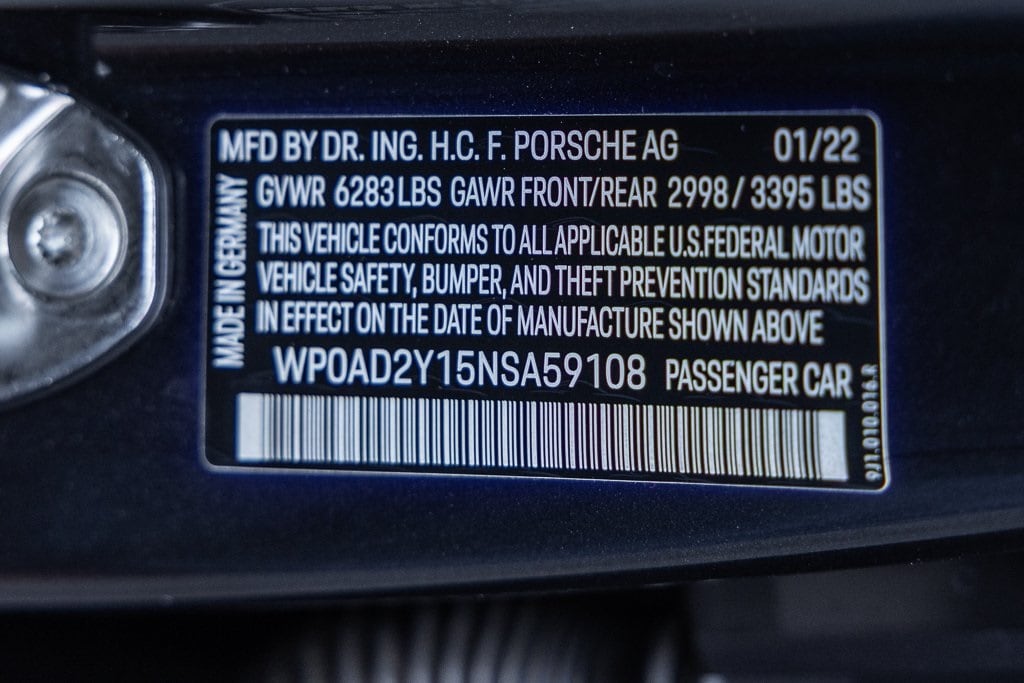 MFD BY DR. ING. H.C. F. PORSCHE AG 01/22
GVWR 6283 LBS GAWR FRONT/REAR 2998 / 3395 LBS
THIS VEHICLE CONFORMS TO ALL APPLICABLE U.S.FEDERAL MOTOR
VEHICLE SAFETY, BUMPER, AND THEFT PREVENTION STANDARDS
IN EFFECT ON THE DATE OF MANUFACTURE SHOWN ABOVE
WP0AD2Y15NSA59108 PASSENGER CAR
MADE IN GERMANY
9J1.010.016.R